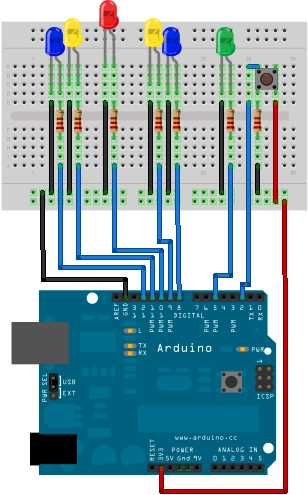 AREF
GND
13
12
11
10
9
8
7
6
5
4
3
2
1
0
PWM
PWM
PWM
PWM
PWM
PWM
TX
RX
DIGITAL
L
TX
RX
Arduino
PWR
1
ICSP
PWR SEL
USB
EXT
www.arduino.cc
POWER
ANALOG IN
RESET
3V3
5V
Gnd
9V
0 1 2 3 4 5